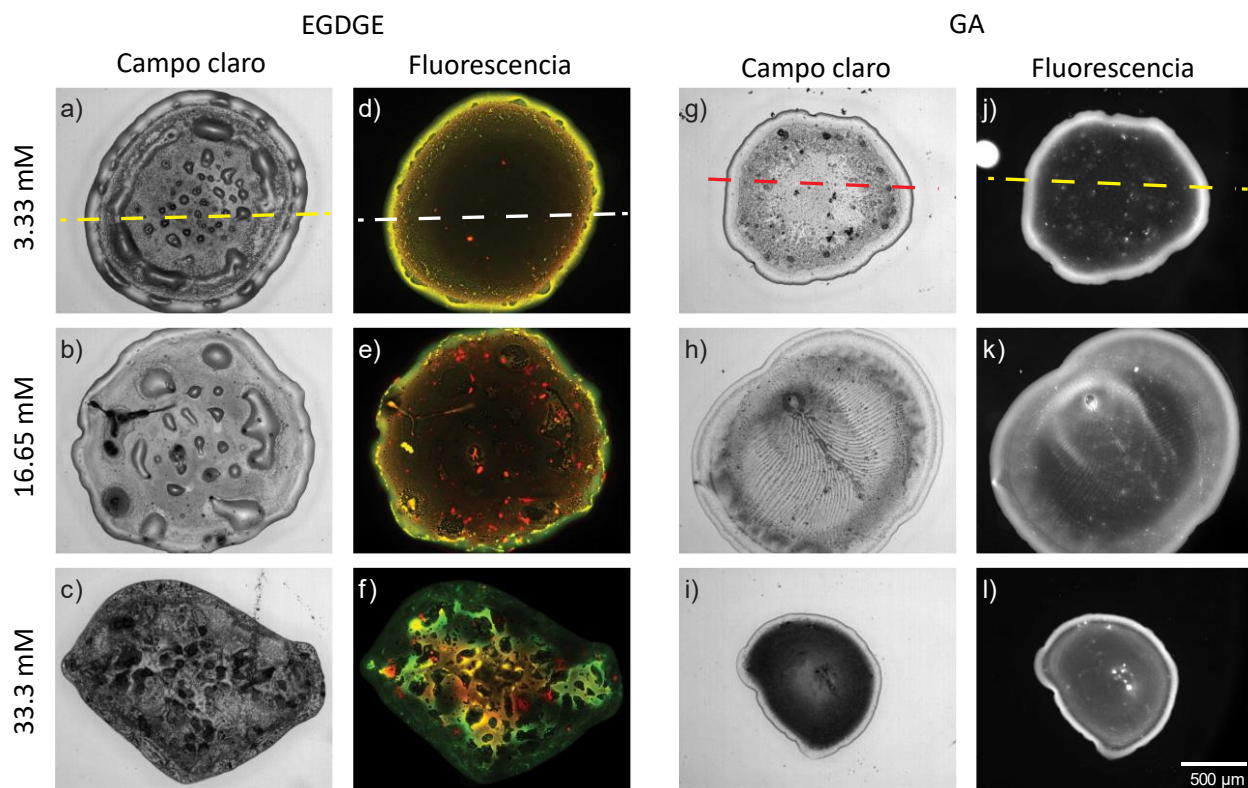 EGDGE GA
Campo claro Fluorescencia Campo claro Fluorescencia
3.33 mM
a) d) g) j)
16.65 mM
b) e) h) k)
33.3 mM
c) f) i) l)
500 µm